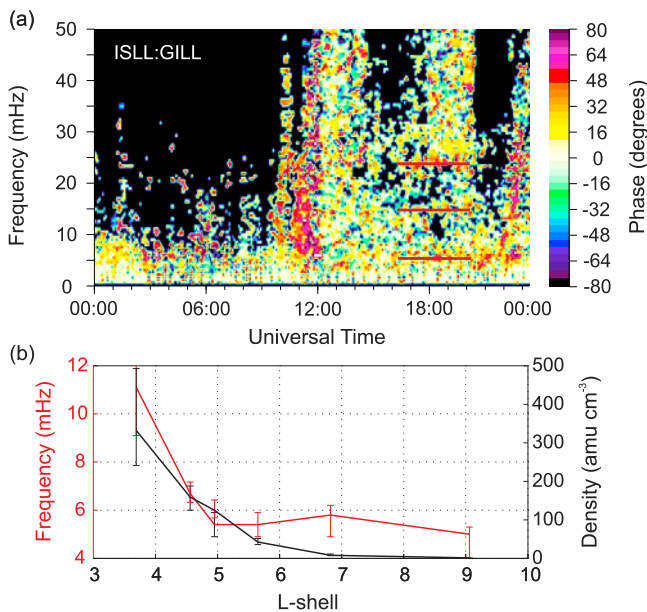 (a)
ISLL:GILL
Frequency (mHz)
50
40
30
20
10
0
00:00 06:00 12:00 18:00 00:00
Universal Time
80
64
48
32
16
0
-16
-32
-48
-64
-80
Phase (degrees)
(b)
Frequency (mHz)
12
10
8
6
4
500
400
300
200
100
0
Density (amu cm⁻³)
3 4 5 6 7 8 9 10
L-shell